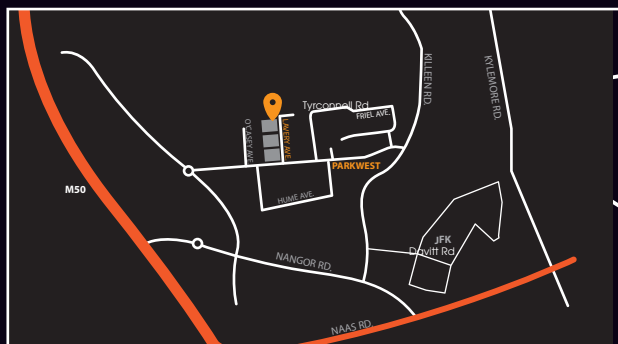 KILLEEN RD.
KYLEMORE RD.
Tyrconnell Rd
FRIEL AVE.
O'CASEY AVE.
LAVERY AVE.
PARKWEST
M50
HUME AVE.
JFK
Davitt Rd
NANGOR RD.
NAAS RD.